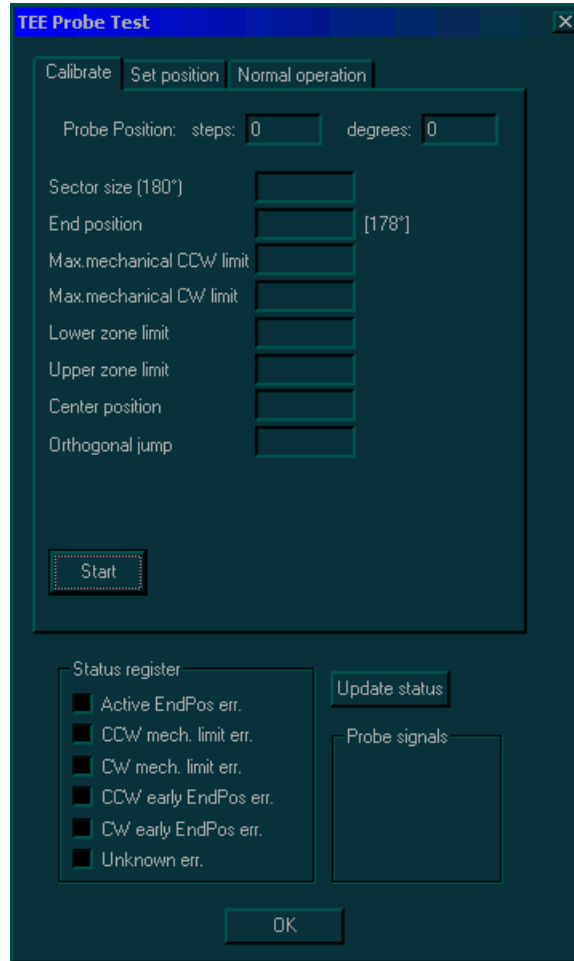 TEE Probe Test
Calibrate Set position Normal operation
Probe Position: steps: 0 degrees: 0
Sector size (180°)
End position [178°]
Max.mechanical CCW limit
Max.mechanical CW limit
Lower zone limit
Upper zone limit
Center position
Orthogonal jump
Start
Status register
Update status
Active EndPos err.
CCW mech. limit err.
Probe signals
CW mech. limit err.
CCW early EndPos err.
CW early EndPos err.
Unknown err.
OK